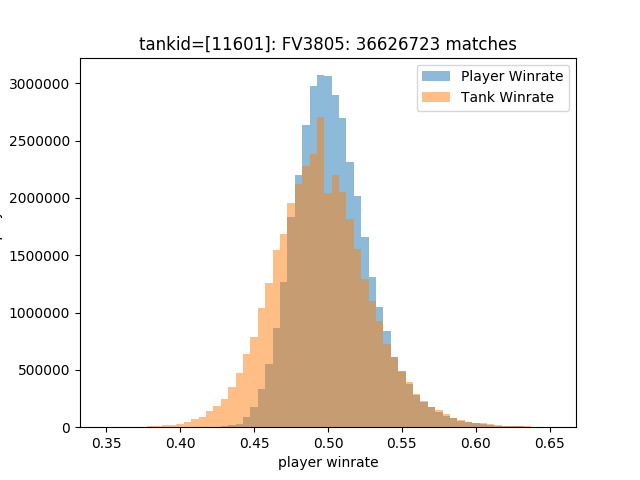 tankid=[11601]: FV3805: 36626723 matches
Player Winrate
Tank Winrate
3000000
2500000
2000000
1500000
1000000
500000
0
0.35 0.40 0.45 0.50 0.55 0.60 0.65
player winrate